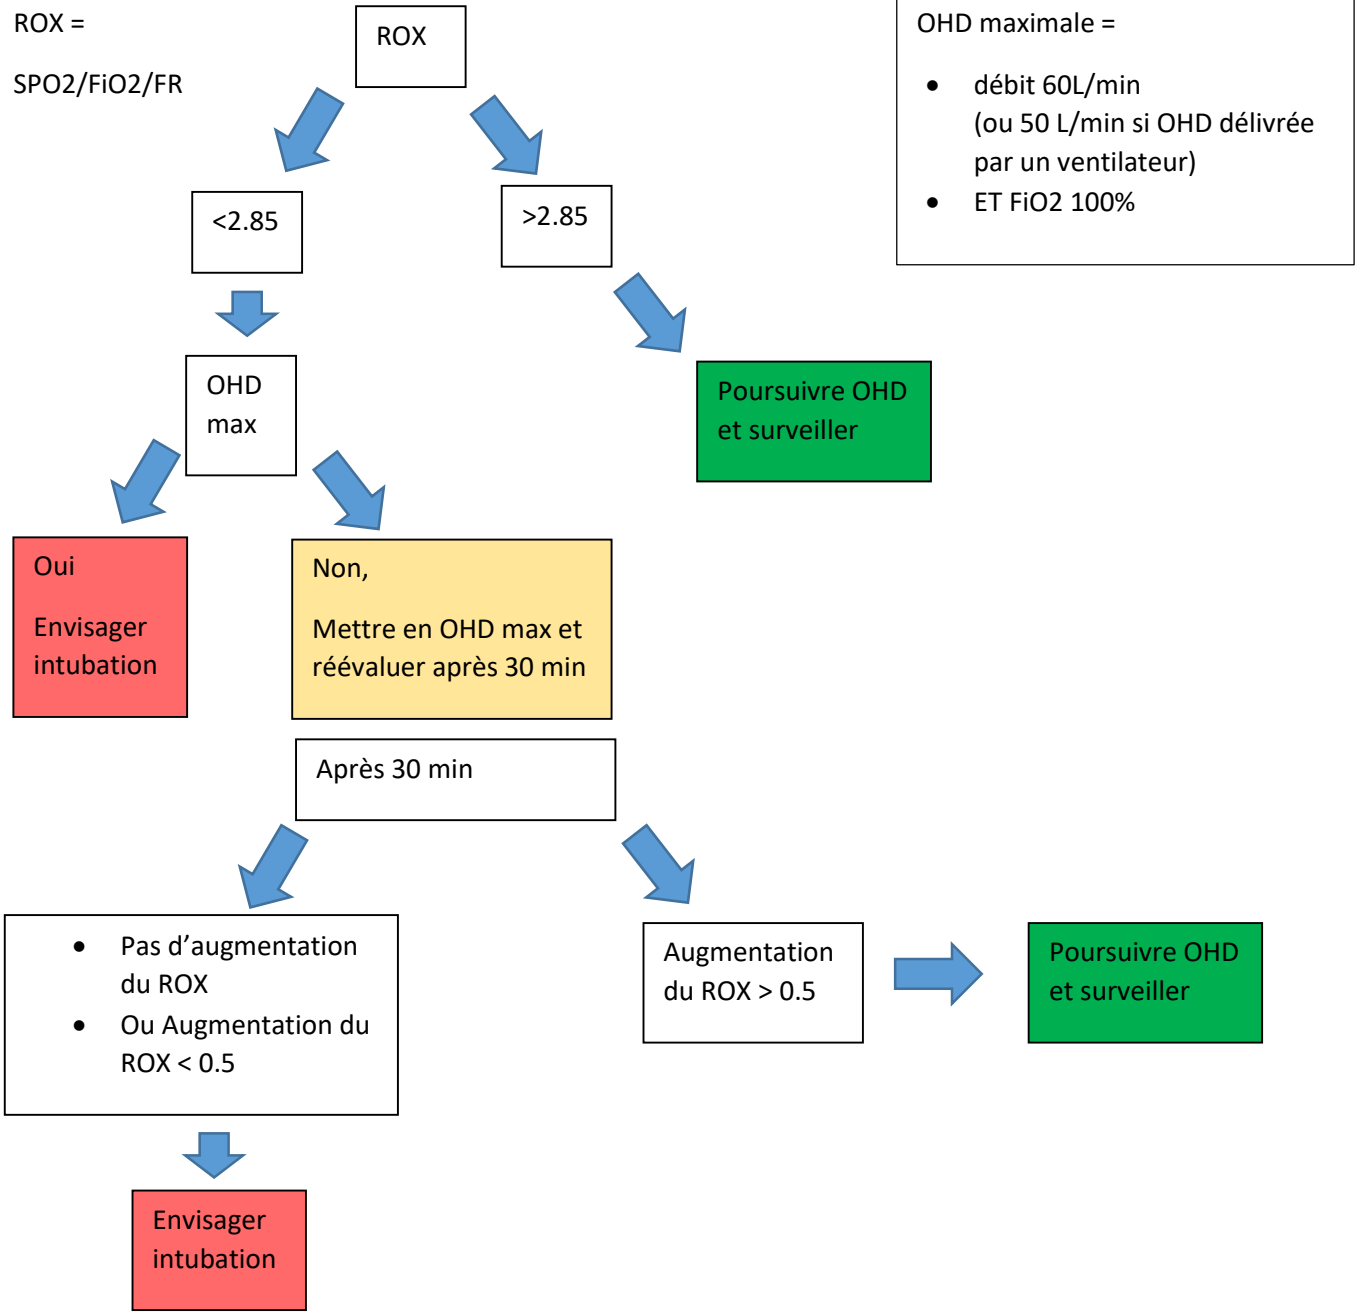 ROX =
SPO2/FiO2/FR
ROX
OHD maximale =
• débit 60L/min
(ou 50 L/min si OHD délivrée
par un ventilateur)
• ET FiO2 100%
<2.85
>2.85
OHD
max
Poursuivre OHD
et surveiller
Oui
Envisager
intubation
Non,
Mettre en OHD max et
réévaluer après 30 min
Après 30 min
• Pas d’augmentation
du ROX
• Ou Augmentation du
ROX < 0.5
Augmentation
du ROX > 0.5
Poursuivre OHD
et surveiller
Envisager
intubation